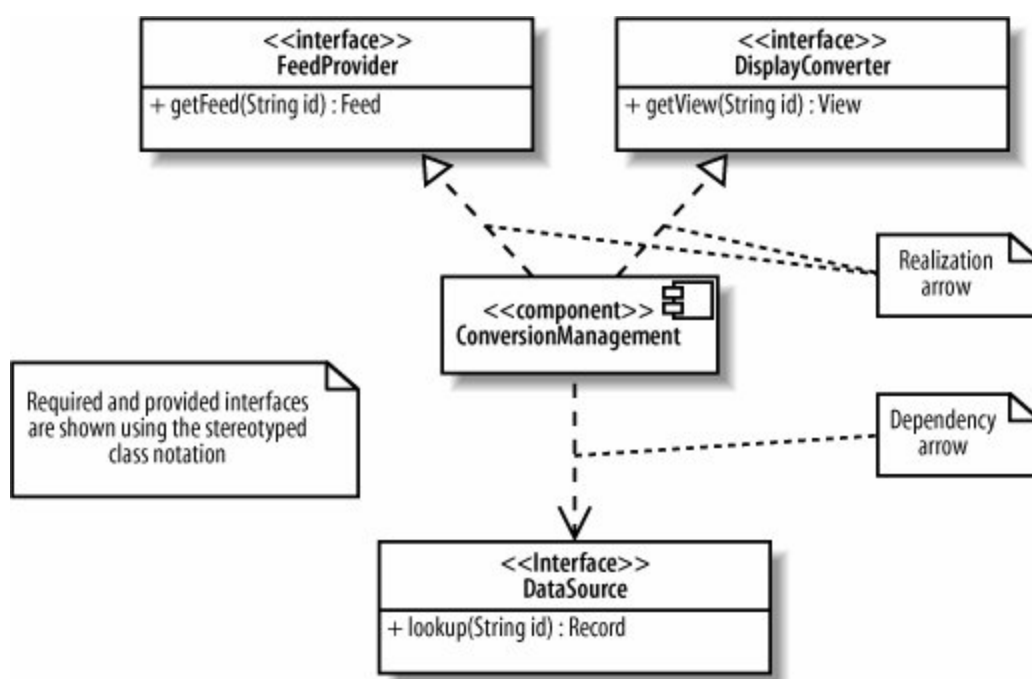 <<interface>>
FeedProvider
+ getFeed(String id) : Feed
<<interface>>
DisplayConverter
+ getView(String id) : View
Realization
arrow
<<component>>
ConversionManagement
Required and provided interfaces
are shown using the stereotyped
class notation
Dependency
arrow
<<Interface>>
DataSource
+ lookup(String id) : Record